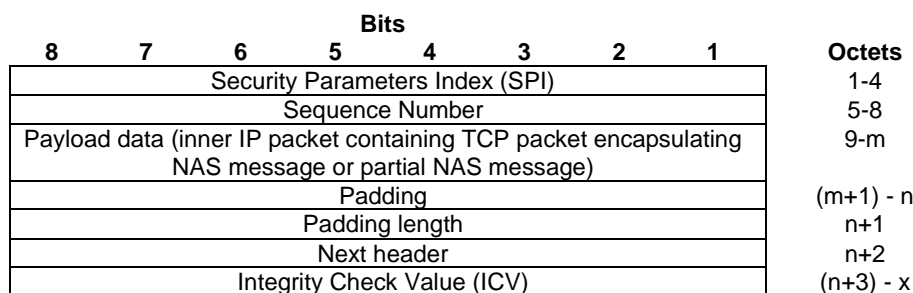 Bits
8 7 6 5 4 3 2 1 Octets
Security Parameters Index (SPI) 1-4
Sequence Number 5-8
Payload data (inner IP packet containing TCP packet encapsulating 9-m
NAS message or partial NAS message)
Padding (m+1) - n
Padding length n+1
Next header n+2
Integrity Check Value (ICV) (n+3) - x